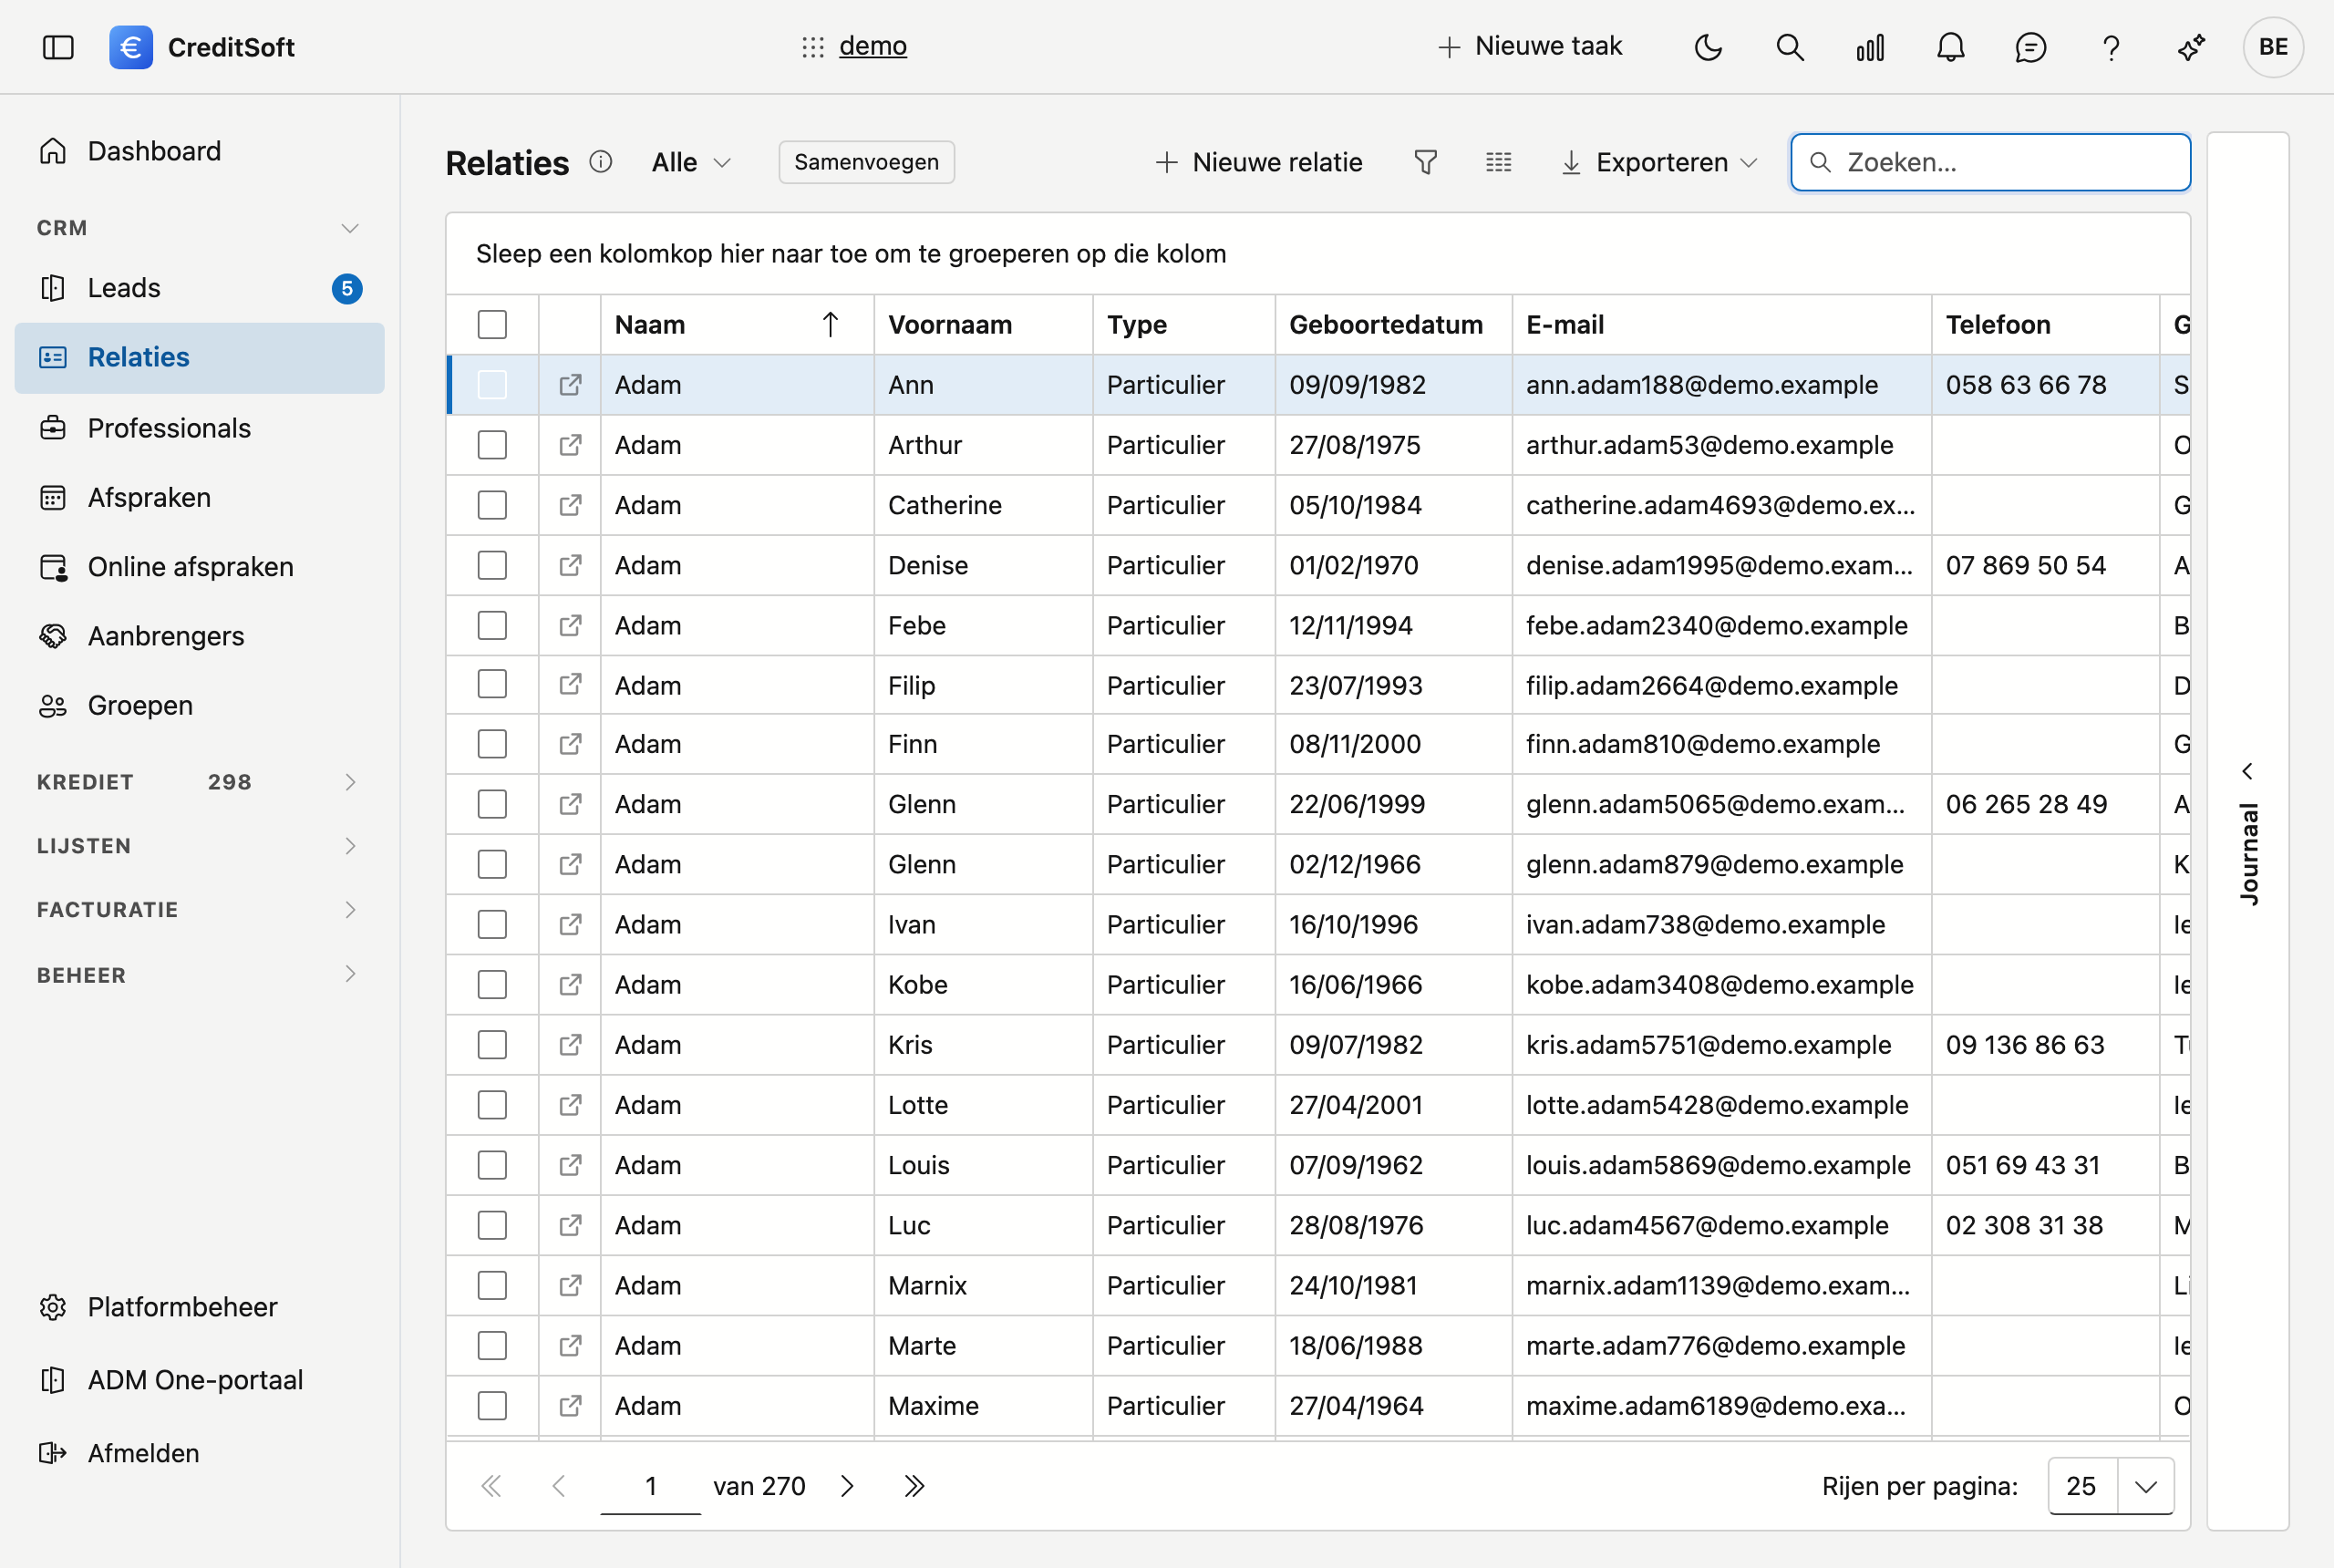 CreditSoft
demo
Nieuwe taak
BE
Dashboard
CRM
Leads 5
Relaties
Professionals
Afspraken
Online afspraken
Aanbrengers
Groepen
KREDIET 298
LIJSTEN
FACTURATIE
BEHEER
Platformbeheer
ADM One-portaal
Afmelden
Relaties Alle Samenvoegen Nieuwe relatie Exporteren Zoeken...
Sleep een kolomkop hier naar toe om te groeperen op die kolom
Naam Voornaam Type Geboortedatum E-mail Telefoon G
Adam Ann Particulier 09/09/1982 ann.adam188@demo.example 058 63 66 78 S
Adam Arthur Particulier 27/08/1975 arthur.adam53@demo.example O
Adam Catherine Particulier 05/10/1984 catherine.adam4693@demo.ex... G
Adam Denise Particulier 01/02/1970 denise.adam1995@demo.exam... 07 869 50 54 A
Adam Febe Particulier 12/11/1994 febe.adam2340@demo.example B
Adam Filip Particulier 23/07/1993 filip.adam2664@demo.example D
Adam Finn Particulier 08/11/2000 finn.adam810@demo.example G
Adam Glenn Particulier 22/06/1999 glenn.adam5065@demo.exam... 06 265 28 49 A
Adam Glenn Particulier 02/12/1966 glenn.adam879@demo.example K
Adam Ivan Particulier 16/10/1996 ivan.adam738@demo.example Ie
Adam Kobe Particulier 16/06/1966 kobe.adam3408@demo.example Ie
Adam Kris Particulier 09/07/1982 kris.adam5751@demo.example 09 136 86 63 T
Adam Lotte Particulier 27/04/2001 lotte.adam5428@demo.example Ie
Adam Louis Particulier 07/09/1962 louis.adam5869@demo.example 051 69 43 31 B
Adam Luc Particulier 28/08/1976 luc.adam4567@demo.example 02 308 31 38 M
Adam Marnix Particulier 24/10/1981 marnix.adam1139@demo.exam... Li
Adam Marte Particulier 18/06/1988 marte.adam776@demo.example Ie
Adam Maxime Particulier 27/04/1964 maxime.adam6189@demo.exa... O
1 van 270
Rijen per pagina: 25
Journaal